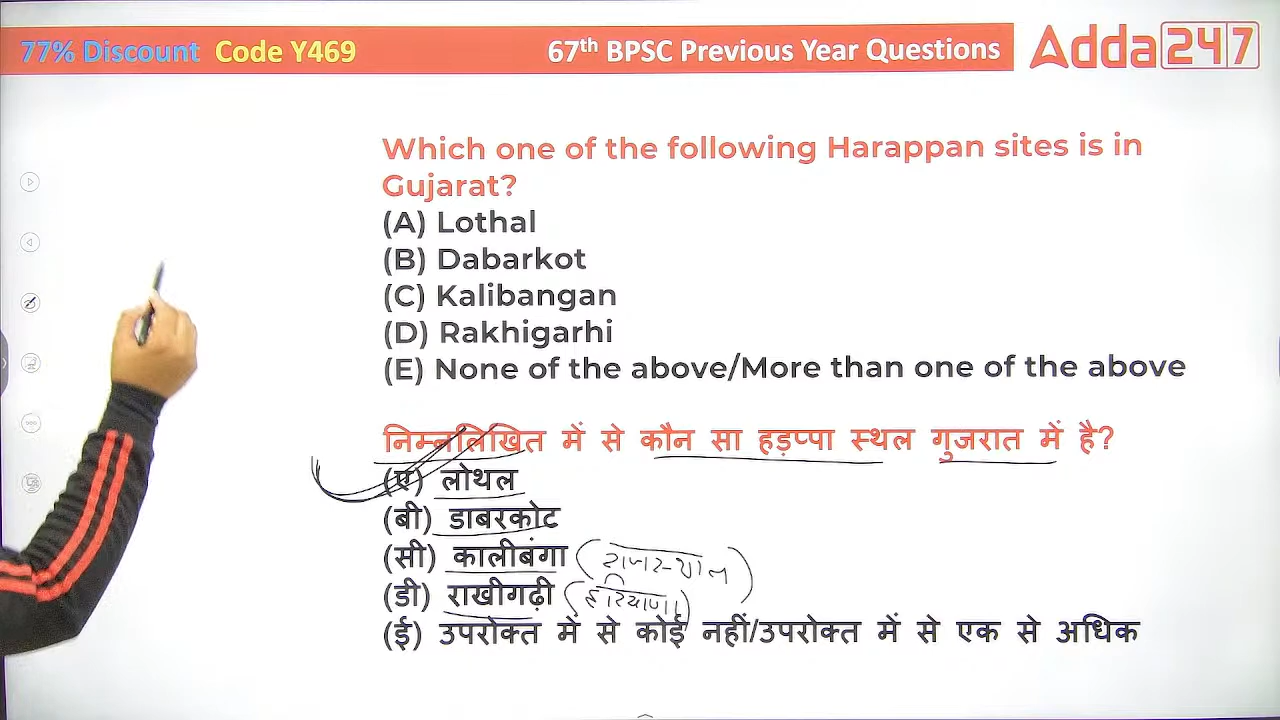 77% Discount Code Y469
67th BPSC Previous Year Questions
Adda247
Which one of the following Harappan sites is in
Gujarat?
(A) Lothal
(B) Dabarkot
(C) Kalibangan
(D) Rakhigarhi
(E) None of the above/More than one of the above
निम्नलिखित में से कौन सा हड़प्पा स्थल गुजरात में है?
(ए) लोथल
(बी) डाबरकोट
(सी) कालीबंगा (राजस्थान)
(डी) राखीगढ़ी (हरियाणा)
(ई) उपरोक्त में से कोई नहीं/उपरोक्त में से एक से अधिक